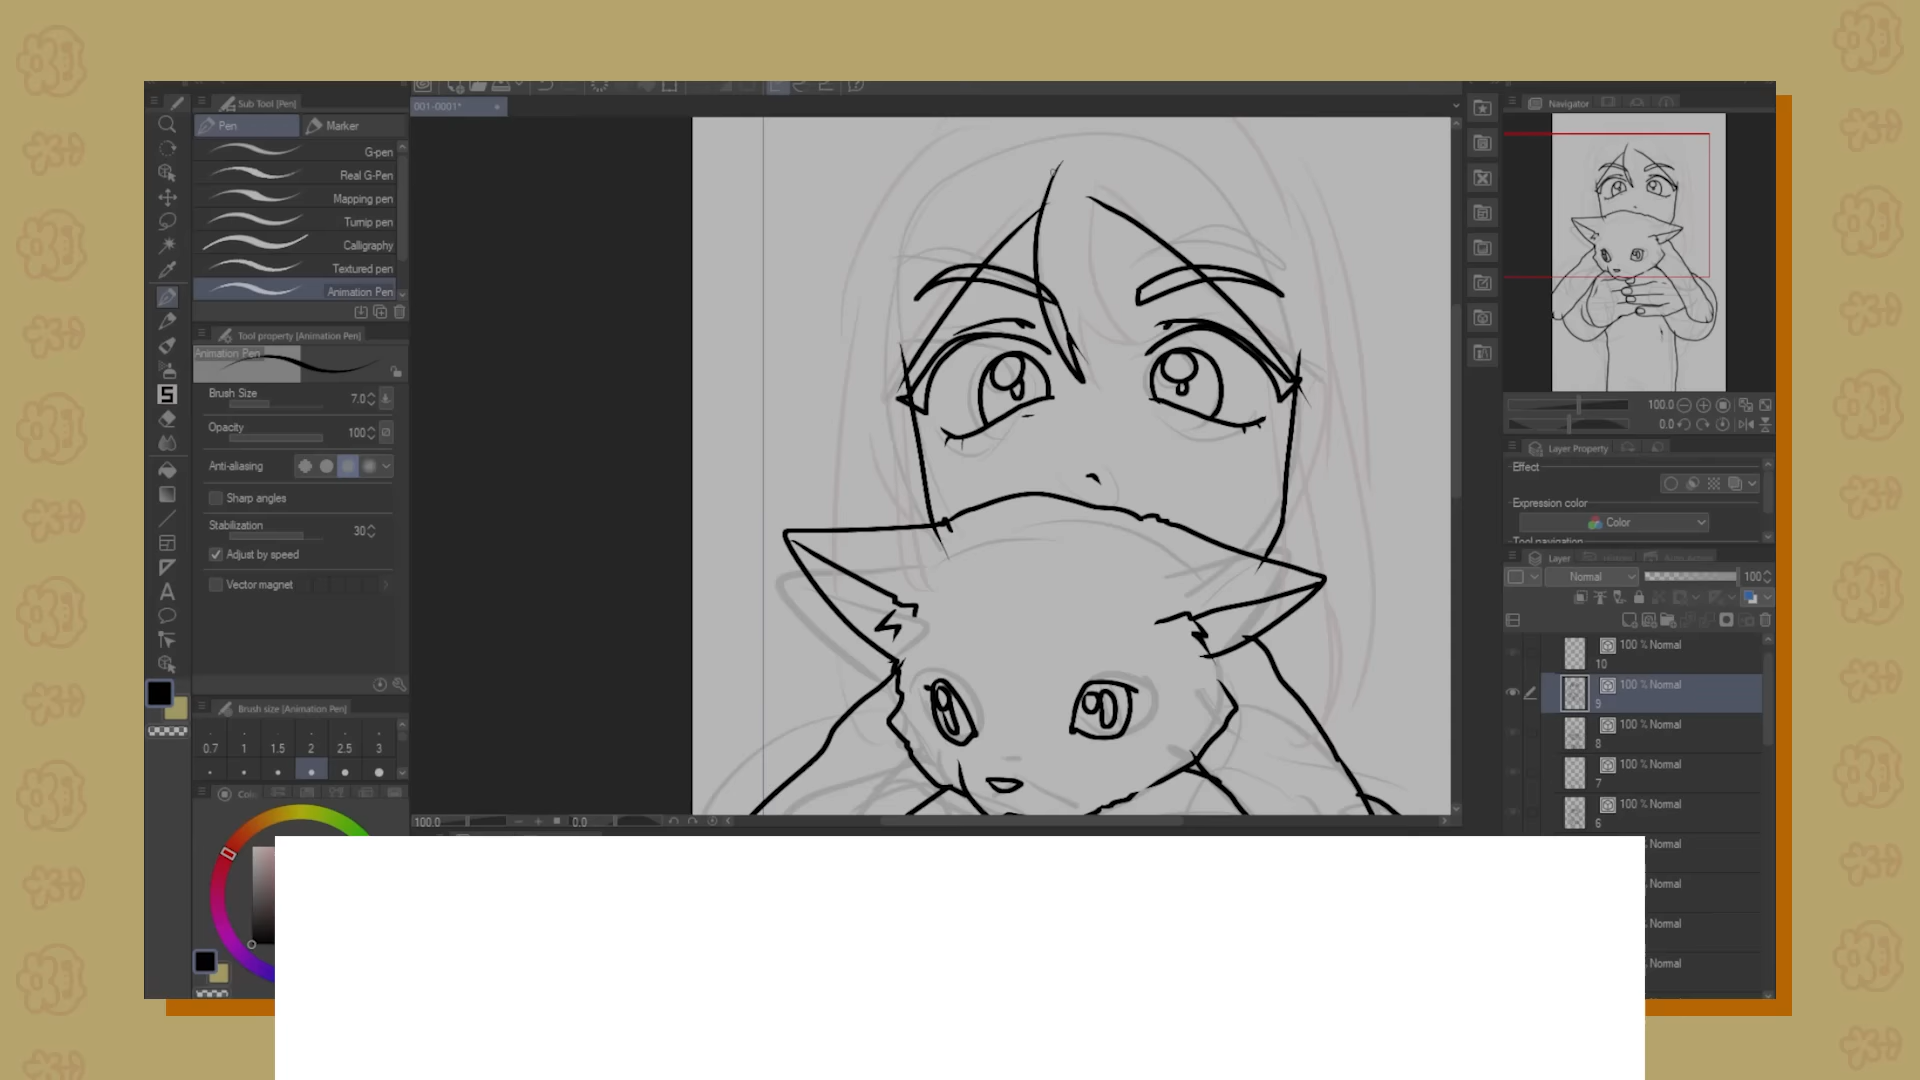 Sub Tool [Pen]
Pen
Marker
G-pen
Real G-Pen
Mapping pen
Turnip pen
Calligraphy
Textured pen
Animation Pen
Tool property [Animation Pen]
Animation Pen
Brush Size
7.0
Opacity
100
Anti-aliasing
Sharp angles
Stabilization
30
Adjust by speed
Vector magnet
Brush size [Animation Pen]
0.7 1 1.5 2 2.5 3
001-0001*
100.0
0.0
Navigator
100.0
0.0
Layer Property
Effect
Expression color
Color
Tool navigation
Layer
Normal
100
100 % Normal
10
100 % Normal
9
100 % Normal
8
100 % Normal
7
100 % Normal
6
Normal
Normal
Normal
Normal